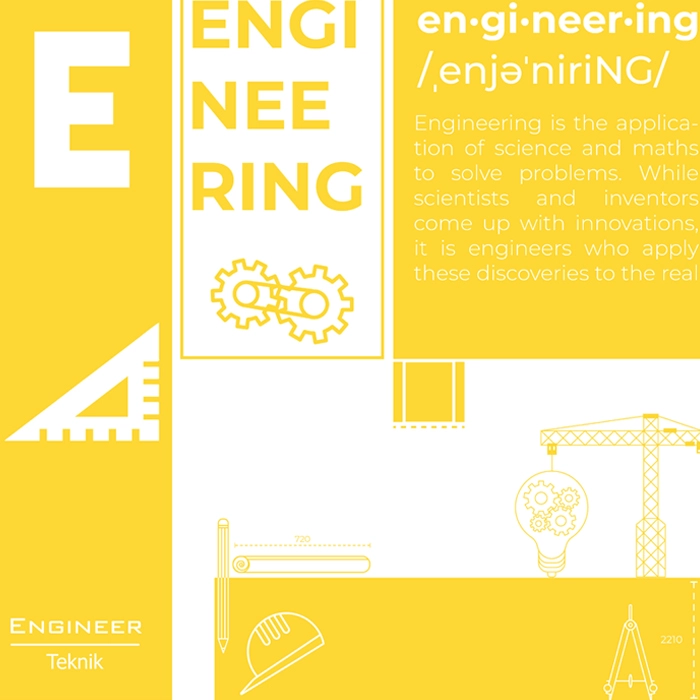 E
ENGI
NEE
RING
en·gi·neer·ing
/ˌenjəˈniriNG/
Engineering is the applica-
tion of science and maths
to solve problems. While
scientists and inventors
come up with innovations,
it is engineers who apply
these discoveries to the real
720
2210
ENGINEER
Teknik